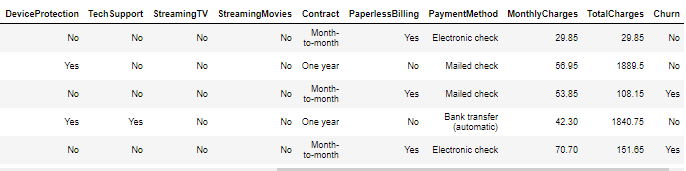 DeviceProtection TechSupport StreamingTV StreamingMovies Contract PaperlessBilling PaymentMethod MonthlyCharges TotalCharges Churn
No No No No Month-to-month Yes Electronic check 29.85 29.85 No
Yes No No No One year No Mailed check 56.95 1889.5 No
No No No No Month-to-month Yes Mailed check 53.85 108.15 Yes
Yes Yes No No One year No Bank transfer (automatic) 42.30 1840.75 No
No No No No Month-to-month Yes Electronic check 70.70 151.65 Yes